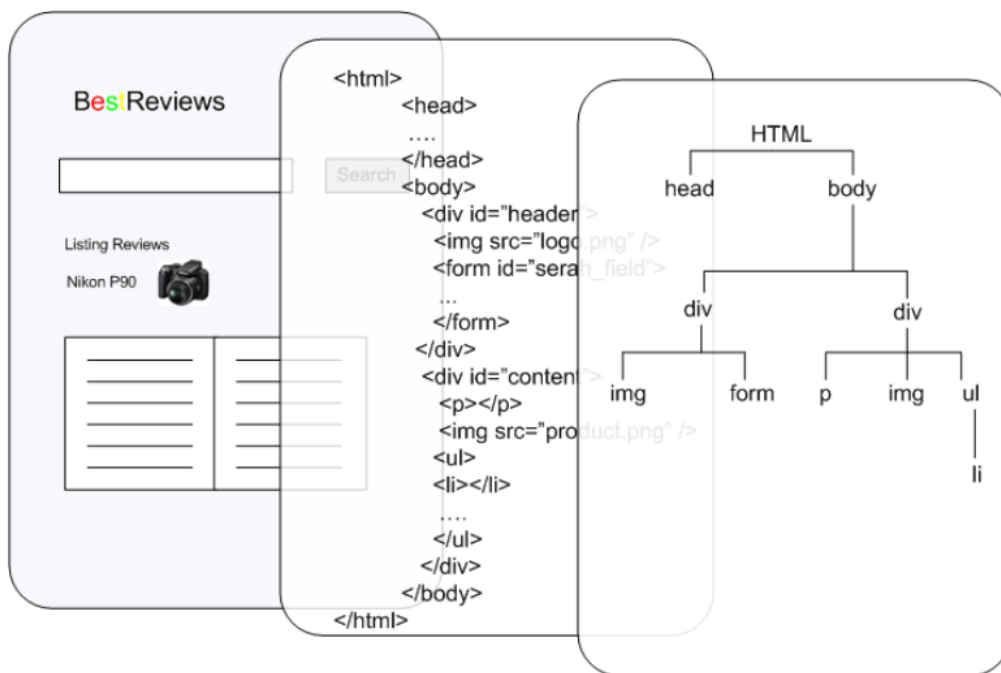 BestReviews
Search
Listing Reviews
Nikon P90
<html>
<head>
....
</head>
<body>
<div id="header">
<img src="logo.png" />
<form id="serah_field">
...
</form>
</div>
<div id="content">
<p></p>
<img src="product.png" />
<ul>
<li></li>
....
</ul>
</div>
</body>
</html>
HTML
head body
div div
img form p img ul
li